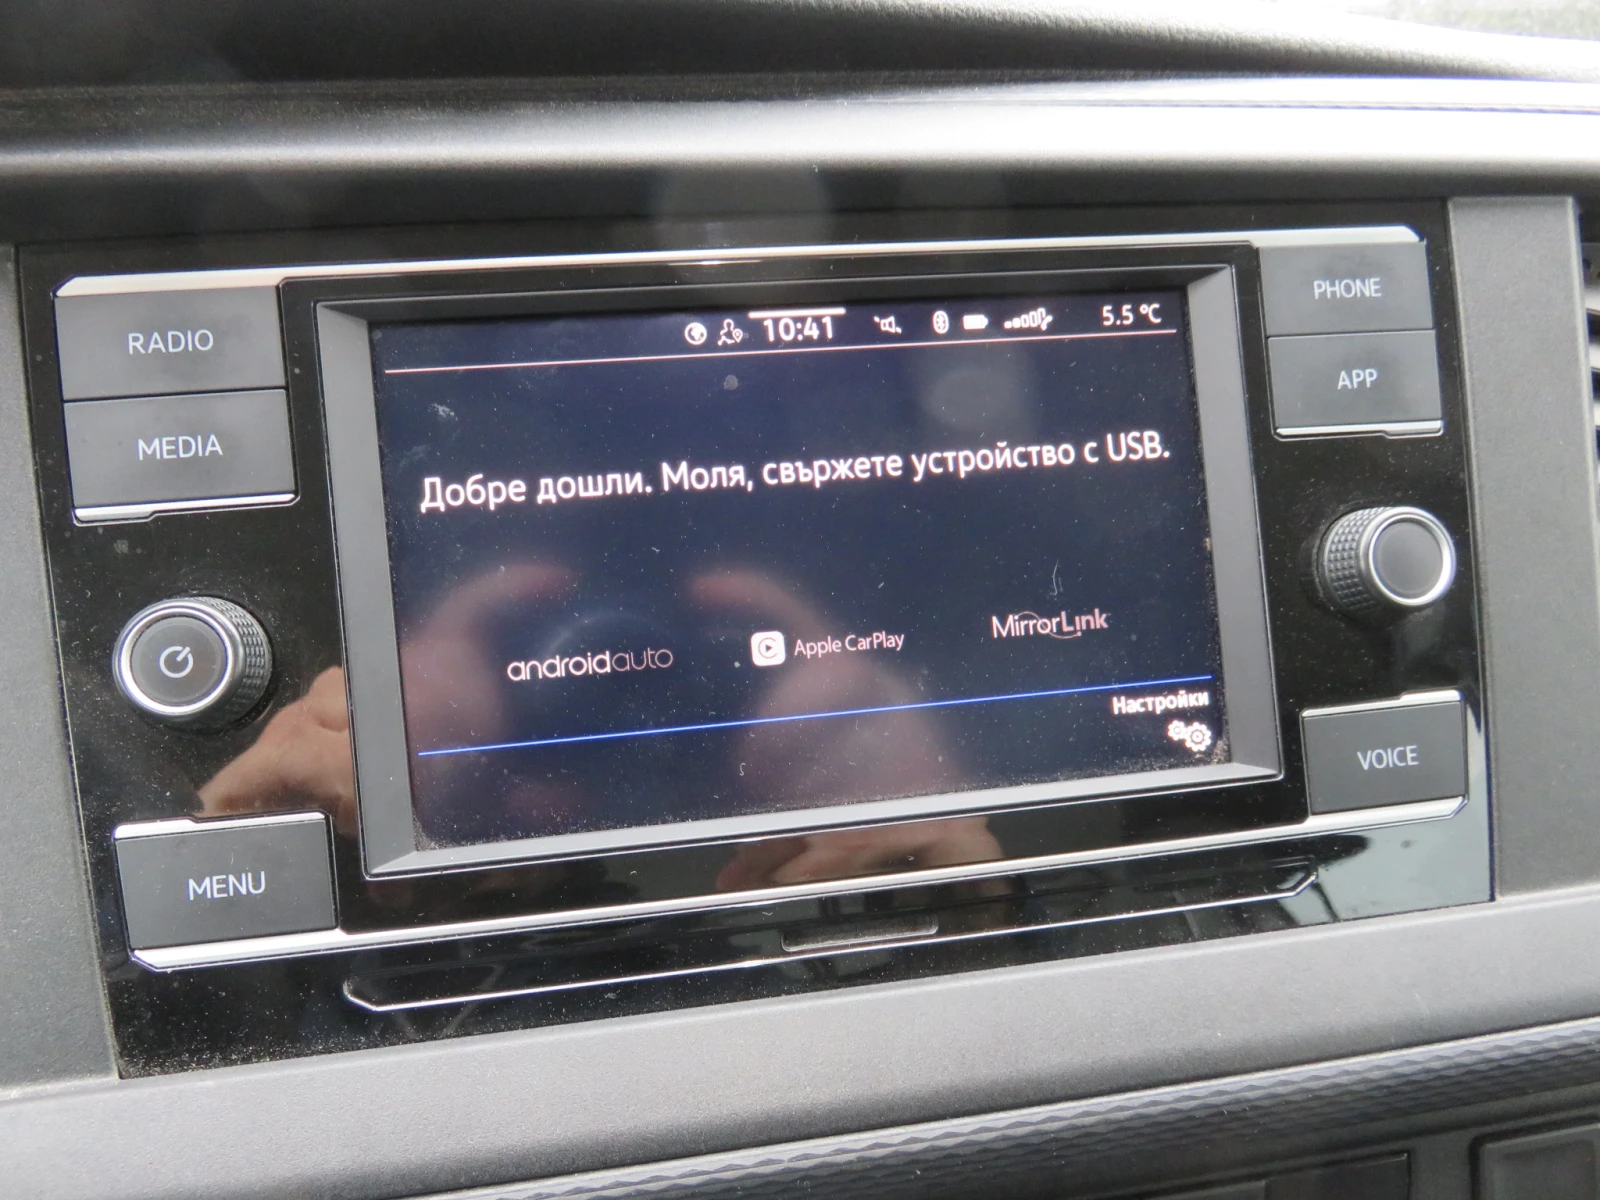 RADIO
MEDIA
MENU
10:41
5.5 °C
Добре дошли. Моля, свържете устройство с USB.
androidauto
Apple CarPlay
MirrorLink
Настройки
PHONE
APP
VOICE